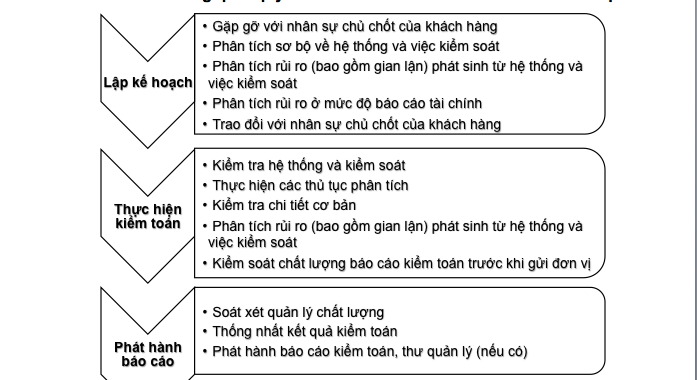 Lập kế hoạch
• Gặp gỡ với nhân sự chủ chốt của khách hàng
• Phân tích sơ bộ về hệ thống và việc kiểm soát
• Phân tích rủi ro (bao gồm gian lận) phát sinh từ hệ thống và
việc kiểm soát
• Phân tích rủi ro ở mức độ báo cáo tài chính
• Trao đổi với nhân sự chủ chốt của khách hàng
Thực hiện
kiểm toán
• Kiểm tra hệ thống và kiểm soát
• Thực hiện các thủ tục phân tích
• Kiểm tra chi tiết cơ bản
• Phân tích rủi ro (bao gồm gian lận) phát sinh từ hệ thống và
việc kiểm soát
• Kiểm soát chất lượng báo cáo kiểm toán trước khi gửi đơn vị
Phát hành
báo cáo
• Soát xét quản lý chất lượng
• Thống nhất kết quả kiểm toán
• Phát hành báo cáo kiểm toán, thư quản lý (nếu có)